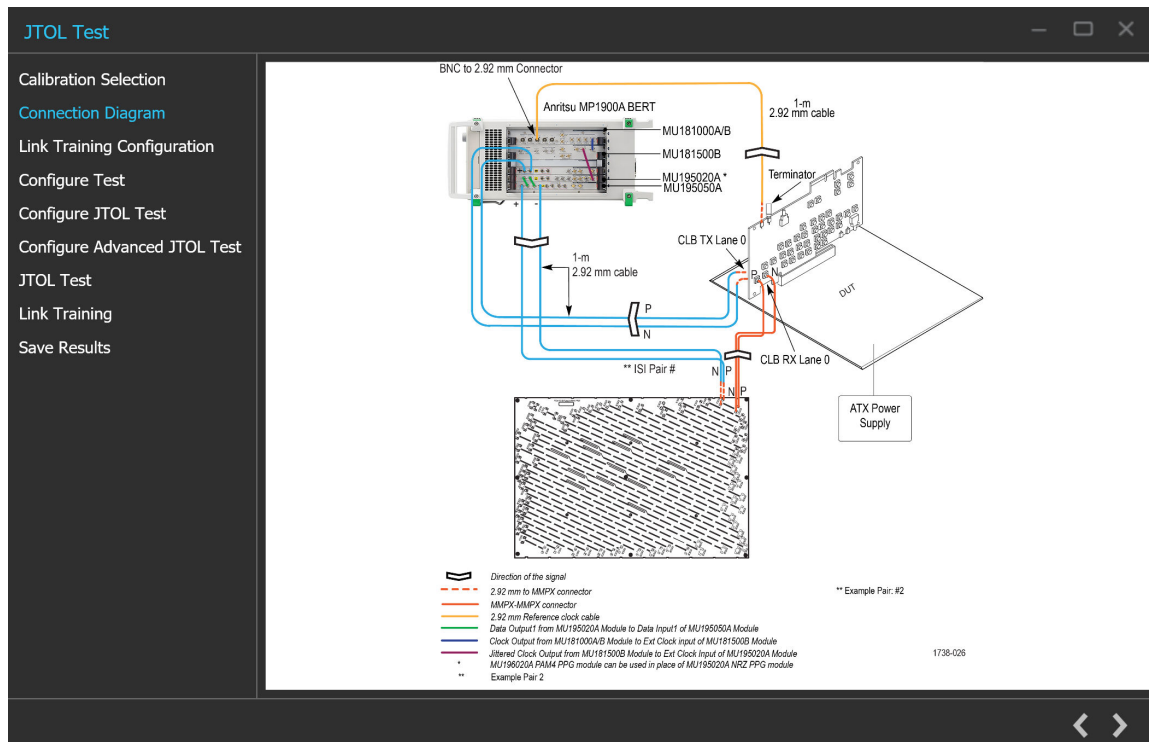 JTOL Test
Calibration Selection
Connection Diagram
Link Training Configuration
Configure Test
Configure JTOL Test
Configure Advanced JTOL Test
JTOL Test
Link Training
Save Results
BNC to 2.92 mm Connector
Anritsu MP1900A BERT
1-m
2.92 mm cable
MU181000A/B
MU181500B
MU195020A *
MU195050A
Terminator
+ -
CLB TX Lane 0
P N
DUT
1-m
2.92 mm cable
P
N
CLB RX Lane 0
** ISI Pair #
N P
N P
ATX Power
Supply
Direction of the signal
2.92 mm to MMPX connector
** Example Pair: #2
MMPX-MMPX connector
2.92 mm Reference clock cable
Data Output1 from MU195020A Module to Data Input1 of MU195050A Module
Clock Output from MU181000A/B Module to Ext Clock input of MU181500B Module
Jittered Clock Output from MU181500B Module to Ext Clock Input of MU195020A Module
1738-026
* MU196020A PAM4 PPG module can be used in place of MU195020A NRZ PPG module
** Example Pair 2